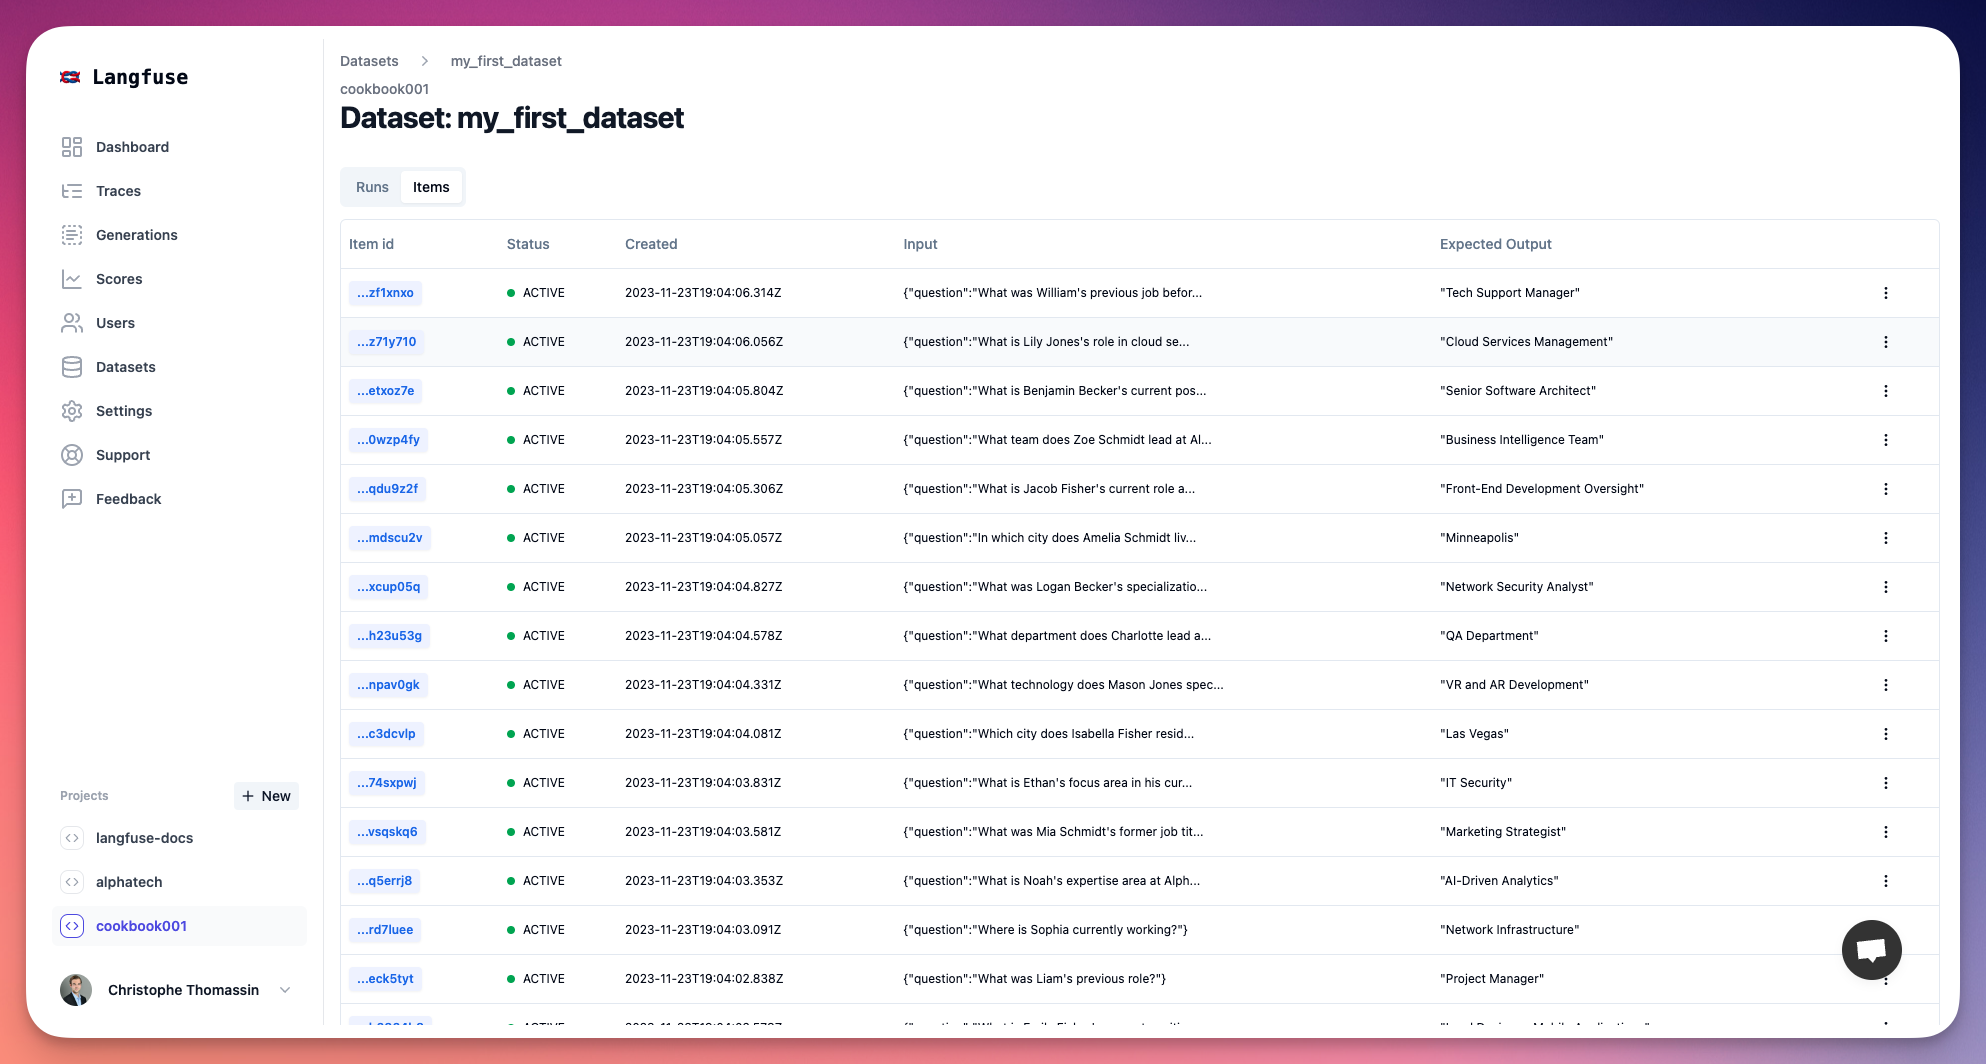 Langfuse
Dashboard
Traces
Generations
Scores
Users
Datasets
Settings
Support
Feedback
Projects
+ New
langfuse-docs
alphatech
cookbook001
Christophe Thomassin
Datasets > my_first_dataset
cookbook001
Dataset: my_first_dataset
Runs Items
Item id Status Created Input Expected Output
...zf1xnxo ACTIVE 2023-11-23T19:04:06.314Z {"question":"What was William's previous job befor... "Tech Support Manager"
...z71y710 ACTIVE 2023-11-23T19:04:06.056Z {"question":"What is Lily Jones's role in cloud se... "Cloud Services Management"
...etxoz7e ACTIVE 2023-11-23T19:04:05.804Z {"question":"What is Benjamin Becker's current pos... "Senior Software Architect"
...0wzp4fy ACTIVE 2023-11-23T19:04:05.557Z {"question":"What team does Zoe Schmidt lead at Al... "Business Intelligence Team"
...qdu9z2f ACTIVE 2023-11-23T19:04:05.306Z {"question":"What is Jacob Fisher's current role a... "Front-End Development Oversight"
...mdscu2v ACTIVE 2023-11-23T19:04:05.057Z {"question":"In which city does Amelia Schmidt liv... "Minneapolis"
...xcup05q ACTIVE 2023-11-23T19:04:04.827Z {"question":"What was Logan Becker's specializatio... "Network Security Analyst"
...h23u53g ACTIVE 2023-11-23T19:04:04.578Z {"question":"What department does Charlotte lead a... "QA Department"
...npav0gk ACTIVE 2023-11-23T19:04:04.331Z {"question":"What technology does Mason Jones spec... "VR and AR Development"
...c3dcvlp ACTIVE 2023-11-23T19:04:04.081Z {"question":"Which city does Isabella Fisher resid... "Las Vegas"
...74sxpwj ACTIVE 2023-11-23T19:04:03.831Z {"question":"What is Ethan's focus area in his cur... "IT Security"
...vsqskq6 ACTIVE 2023-11-23T19:04:03.581Z {"question":"What was Mia Schmidt's former job tit... "Marketing Strategist"
...q5errj8 ACTIVE 2023-11-23T19:04:03.353Z {"question":"What is Noah's expertise area at Alph... "AI-Driven Analytics"
...rd7luee ACTIVE 2023-11-23T19:04:03.091Z {"question":"Where is Sophia currently working?"} "Network Infrastructure"
...eck5tyt ACTIVE 2023-11-23T19:04:02.838Z {"question":"What was Liam's previous role?"} "Project Manager"